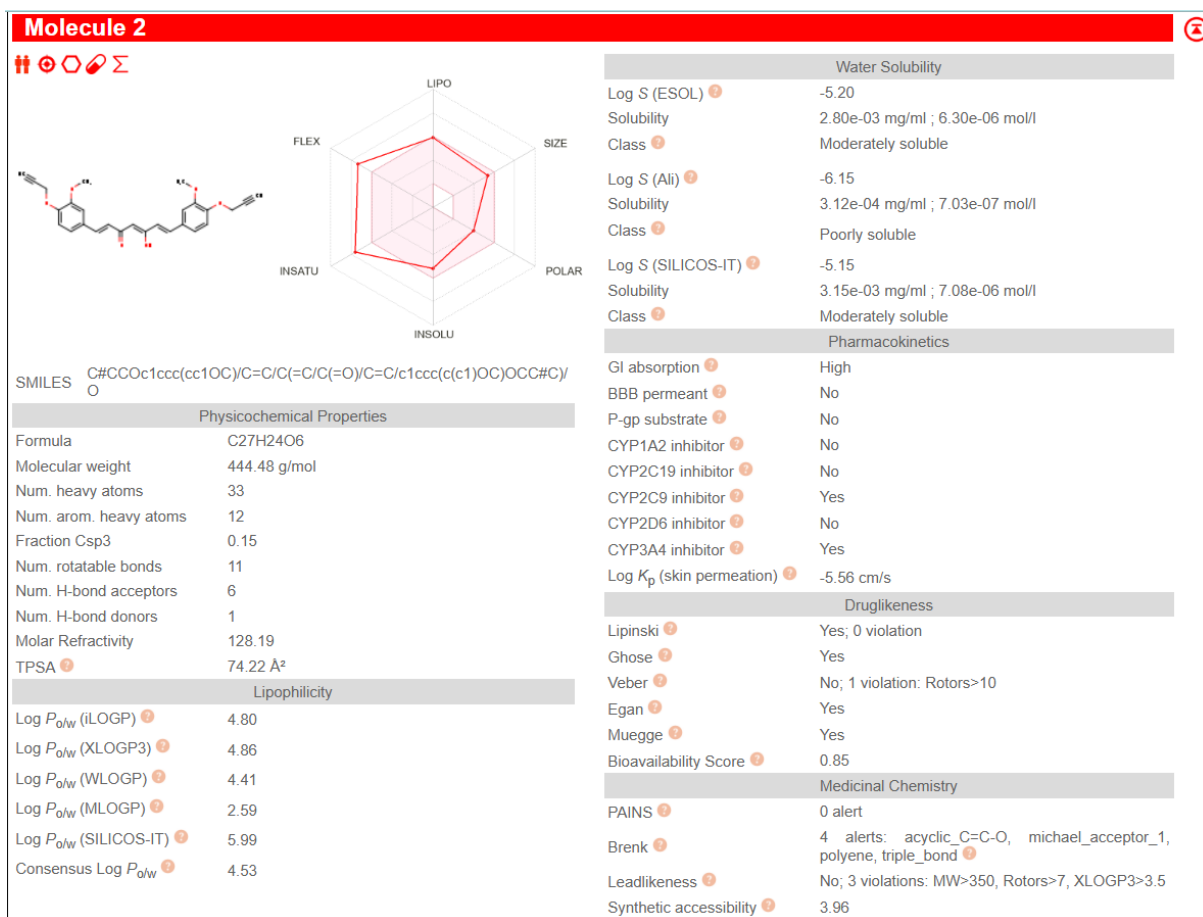 Molecule 2
LIPO
SIZE
POLAR
INSOLU
INSATU
FLEX
SMILES C#CCOc1ccc(cc1OC)/C=C/C(=C/C(=O)/C=C/c1ccc(c(c1)OC)OCC#C)/
O
Physicochemical Properties
Formula C27H24O6
Molecular weight 444.48 g/mol
Num. heavy atoms 33
Num. arom. heavy atoms 12
Fraction Csp3 0.15
Num. rotatable bonds 11
Num. H-bond acceptors 6
Num. H-bond donors 1
Molar Refractivity 128.19
TPSA ? 74.22 Å²
Lipophilicity
Log Po/w (iLOGP) ? 4.80
Log Po/w (XLOGP3) ? 4.86
Log Po/w (WLOGP) ? 4.41
Log Po/w (MLOGP) ? 2.59
Log Po/w (SILICOS-IT) ? 5.99
Consensus Log Po/w ? 4.53
Water Solubility
Log S (ESOL) ? -5.20
Solubility 2.80e-03 mg/ml ; 6.30e-06 mol/l
Class ? Moderately soluble
Log S (Ali) ? -6.15
Solubility 3.12e-04 mg/ml ; 7.03e-07 mol/l
Class ? Poorly soluble
Log S (SILICOS-IT) ? -5.15
Solubility 3.15e-03 mg/ml ; 7.08e-06 mol/l
Class ? Moderately soluble
Pharmacokinetics
GI absorption ? High
BBB permeant ? No
P-gp substrate ? No
CYP1A2 inhibitor ? No
CYP2C19 inhibitor ? No
CYP2C9 inhibitor ? Yes
CYP2D6 inhibitor ? No
CYP3A4 inhibitor ? Yes
Log Kp (skin permeation) ? -5.56 cm/s
Druglikeness
Lipinski ? Yes; 0 violation
Ghose ? Yes
Veber ? No; 1 violation: Rotors>10
Egan ? Yes
Muegge ? Yes
Bioavailability Score ? 0.85
Medicinal Chemistry
PAINS ? 0 alert
Brenk ? 4 alerts: acyclic_C=C-O, michael_acceptor_1,
polyene, triple_bond ?
Leadlikeness ? No; 3 violations: MW>350, Rotors>7, XLOGP3>3.5
Synthetic accessibility ? 3.96